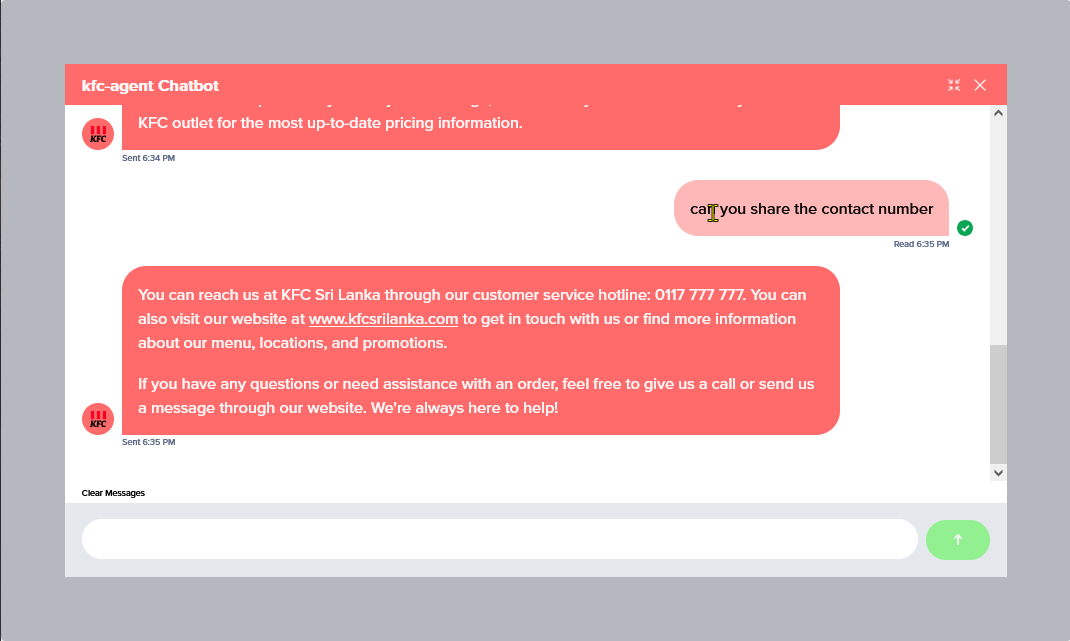 kfc-agent Chatbot
KFC outlet for the most up-to-date pricing information.
KFC
Sent 6:34 PM
can you share the contact number
Read 6:35 PM
You can reach us at KFC Sri Lanka through our customer service hotline: 0117 777 777. You can
also visit our website at www.kfcsrilanka.com to get in touch with us or find more information
about our menu, locations, and promotions.
If you have any questions or need assistance with an order, feel free to give us a call or send us
a message through our website. We're always here to help!
KFC
Sent 6:35 PM
Clear Messages